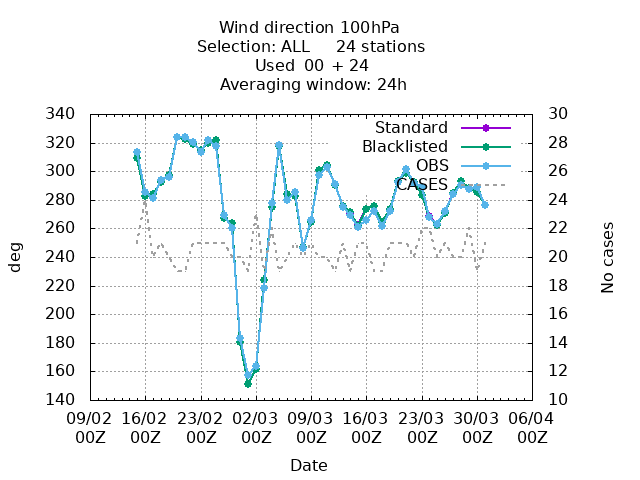 Wind direction 100hPa
Selection: ALL     24 stations
Used  00  + 24
Averaging window: 24h
340 30
Standard
320 28
Blacklisted
OBS
300 26
CASES
280 24
260 22
240 20
220 18
200 16
180 14
160 12
140 10
deg
No cases
09/02 16/02 23/02 02/03 09/03 16/03 23/03 30/03 06/04
00Z 00Z 00Z 00Z 00Z 00Z 00Z 00Z 00Z
Date